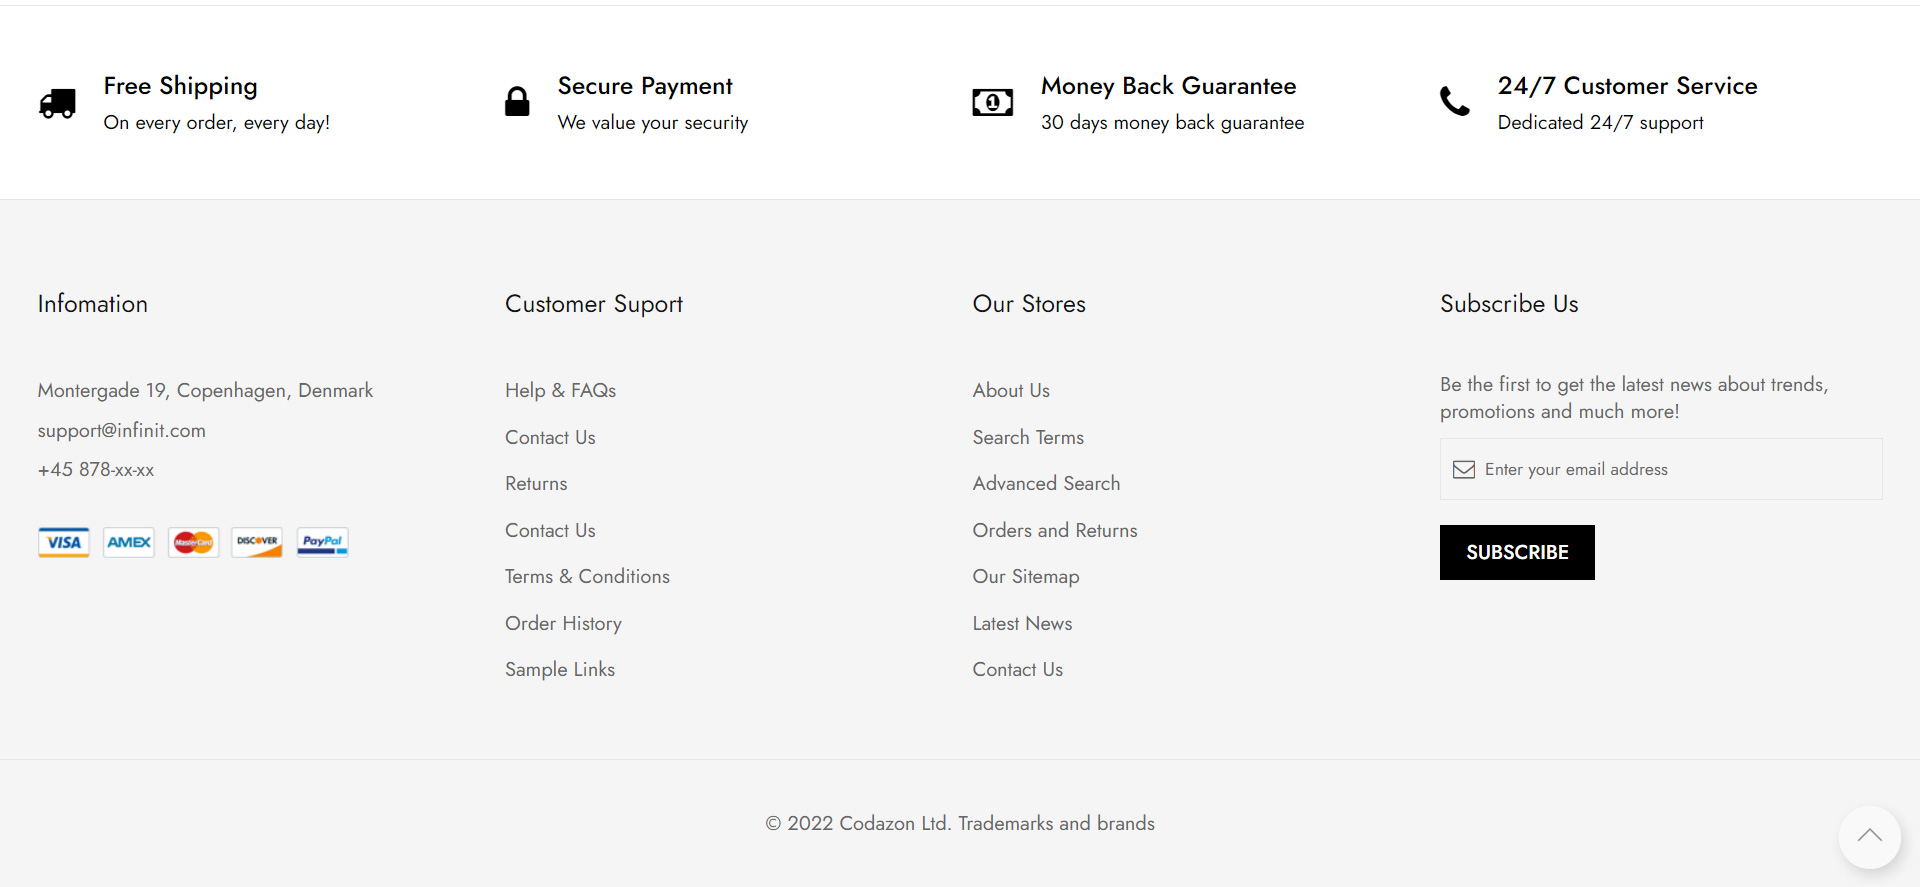 Free Shipping
On every order, every day!
Secure Payment
We value your security
Money Back Guarantee
30 days money back guarantee
24/7 Customer Service
Dedicated 24/7 support
Infomation
Montergade 19, Copenhagen, Denmark
support@infinit.com
+45 878-xx-xx
VISA AMEX MasterCard DISCOVER PayPal
Customer Suport
Help & FAQs
Contact Us
Returns
Contact Us
Terms & Conditions
Order History
Sample Links
Our Stores
About Us
Search Terms
Advanced Search
Orders and Returns
Our Sitemap
Latest News
Contact Us
Subscribe Us
Be the first to get the latest news about trends,
promotions and much more!
Enter your email address
SUBSCRIBE
© 2022 Codazon Ltd. Trademarks and brands